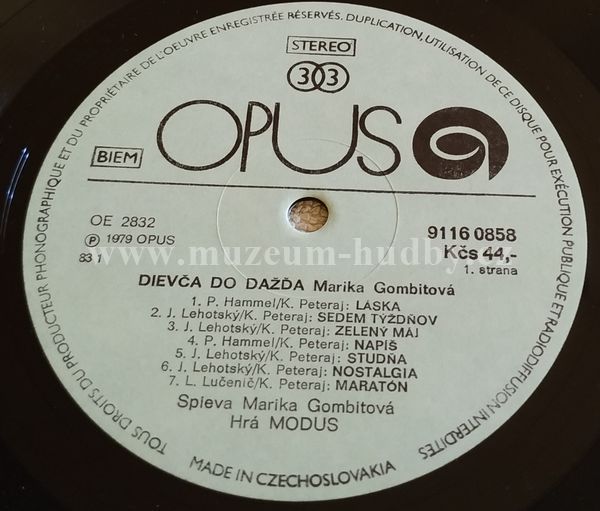 TOUS DROITS DU PRODUCTEUR PHONOGRAPHIQUE ET DU PROPRIÉTAIRE DE L'OEUVRE ENREGISTRÉE RÉSERVÉS. DUPLICATION, UTILISATION DE CE DISQUE POUR EXÉCUTION PUBLIQUE ET RADIODIFFUSION INTERDITES
STEREO
33
OPUS
BIEM
OE 2832
℗ 1979 OPUS
83
9116 0858
Kčs 44,-
1. strana
www.muzeum-hudby.cz
DIEVČA DO DAŽĎA Marika Gombitová
1. P. Hammel/K. Peteraj: LÁSKA
2. J. Lehotský/K. Peteraj: SEDEM TÝŽDŇOV
3. J. Lehotský/K. Peteraj: ZELENÝ MÁJ
4. P. Hammel/K. Peteraj: NAPÍŠ
5. J. Lehotský/K. Peteraj: STUDŇA
6. J. Lehotský/K. Peteraj: NOSTALGIA
7. L. Lučenič/K. Peteraj: MARATÓN
Spieva Marika Gombitová
Hrá MODUS
MADE IN CZECHOSLOVAKIA